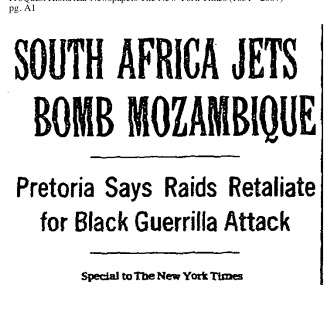 pg. A1
SOUTH AFRICA JETS
BOMB MOZAMBIQUE
Pretoria Says Raids Retaliate
for Black Guerrilla Attack
Special to The New York Times